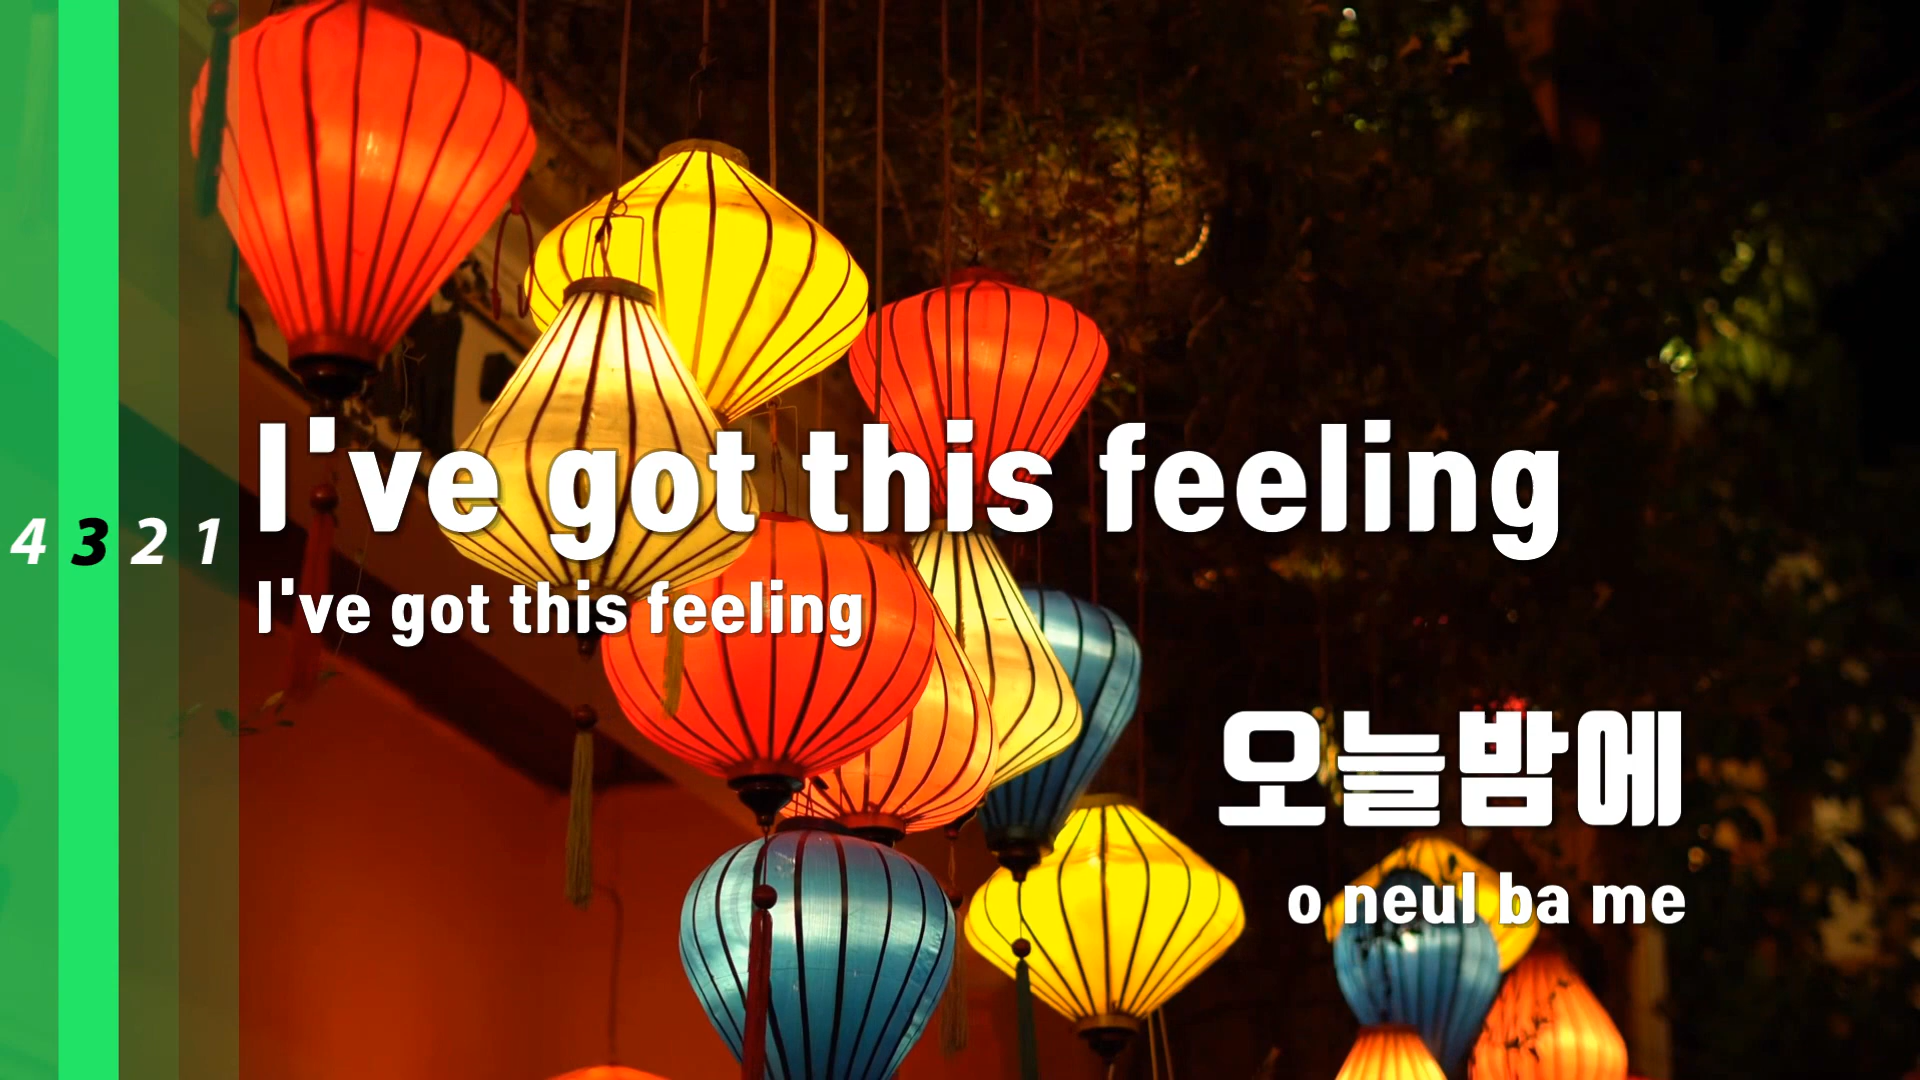 4 3 2 1
I've got this feeling
I've got this feeling
오늘밤에
o neul ba me